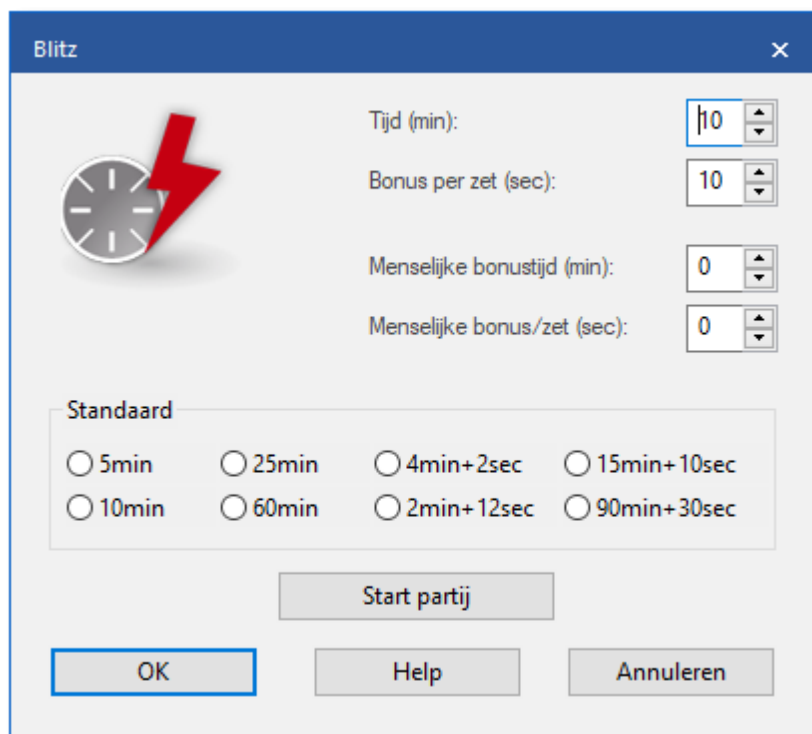 Blitz
Tijd (min): 10
Bonus per zet (sec): 10
Menselijke bonustijd (min): 0
Menselijke bonus/zet (sec): 0
Standaard
5min 25min 4min+2sec 15min+10sec
10min 60min 2min+12sec 90min+30sec
Start partij
OK Help Annuleren